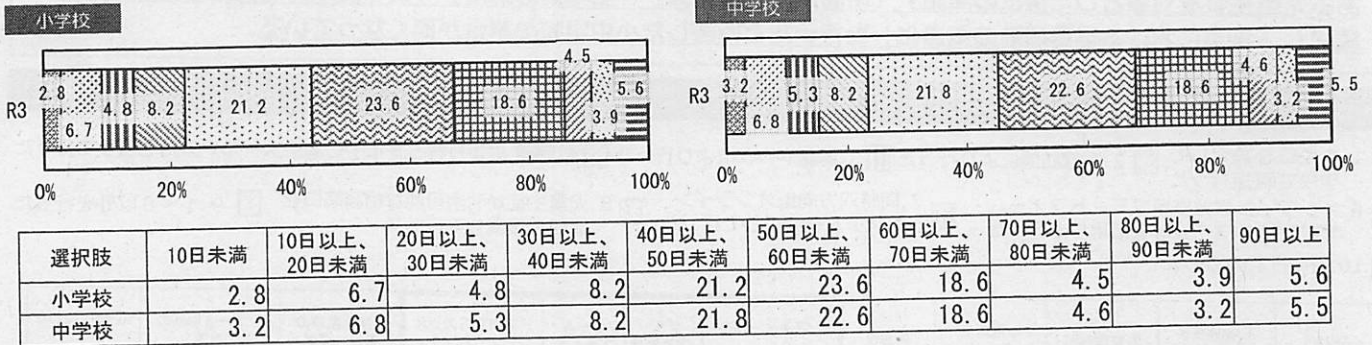 小学校
R3 2.8 6.7 4.8 8.2 21.2 23.6 18.6 4.5 3.9 5.6
0% 20% 40% 60% 80% 100%
中学校
R3 3.2 6.8 5.3 8.2 21.8 22.6 18.6 4.6 3.2 5.5
0% 20% 40% 60% 80% 100%
選択肢 10日未満 10日以上、20日未満 20日以上、30日未満 30日以上、40日未満 40日以上、50日未満 50日以上、60日未満 60日以上、70日未満 70日以上、80日未満 80日以上、90日未満 90日以上
小学校 2.8 6.7 4.8 8.2 21.2 23.6 18.6 4.5 3.9 5.6
中学校 3.2 6.8 5.3 8.2 21.8 22.6 18.6 4.6 3.2 5.5